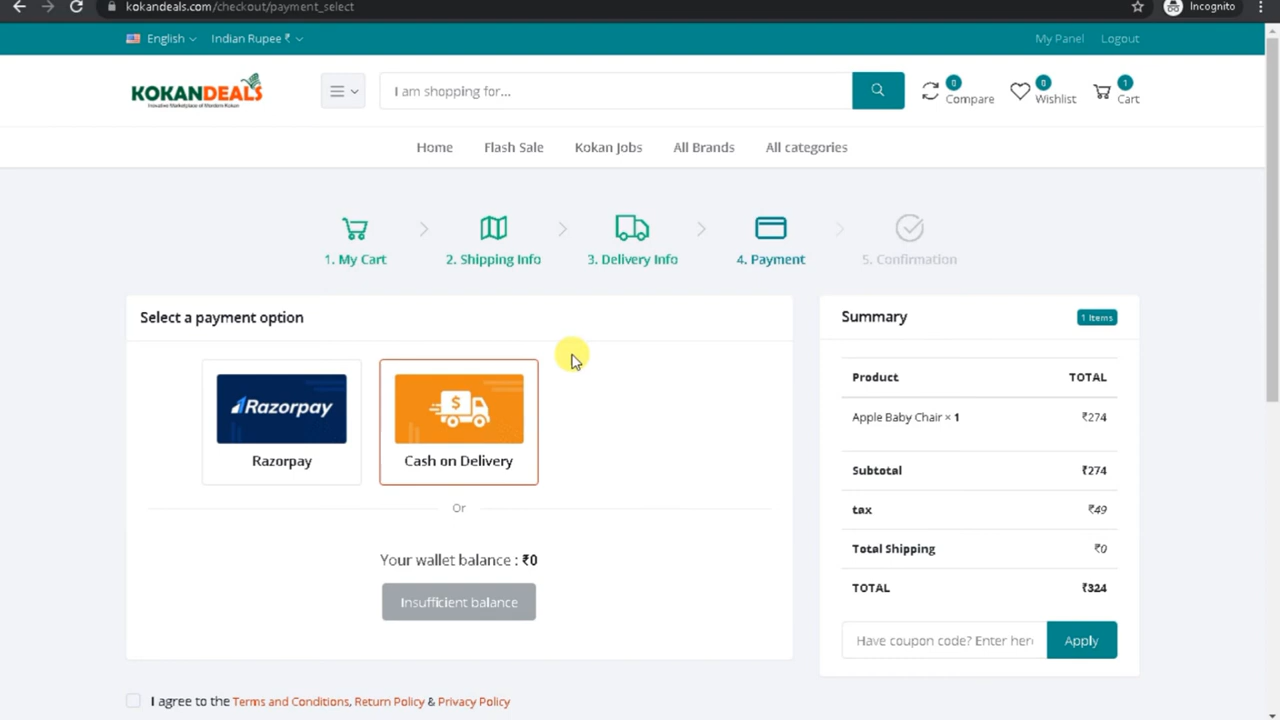 kokandeals.com/checkout/payment_select
Incognito
English
Indian Rupee ₹
My Panel
Logout
KOKANDEALS
I am shopping for...
0
Compare
0
Wishlist
1
Cart
Home
Flash Sale
Kokan Jobs
All Brands
All categories
1. My Cart
2. Shipping Info
3. Delivery Info
4. Payment
5. Confirmation
Select a payment option
Razorpay
$
Razorpay
Cash on Delivery
Or
Your wallet balance : ₹0
Insufficient balance
I agree to the Terms and Conditions, Return Policy & Privacy Policy
Summary
1 Items
Product TOTAL
Apple Baby Chair × 1 ₹274
Subtotal ₹274
tax ₹49
Total Shipping ₹0
TOTAL ₹324
Have coupon code? Enter her
Apply